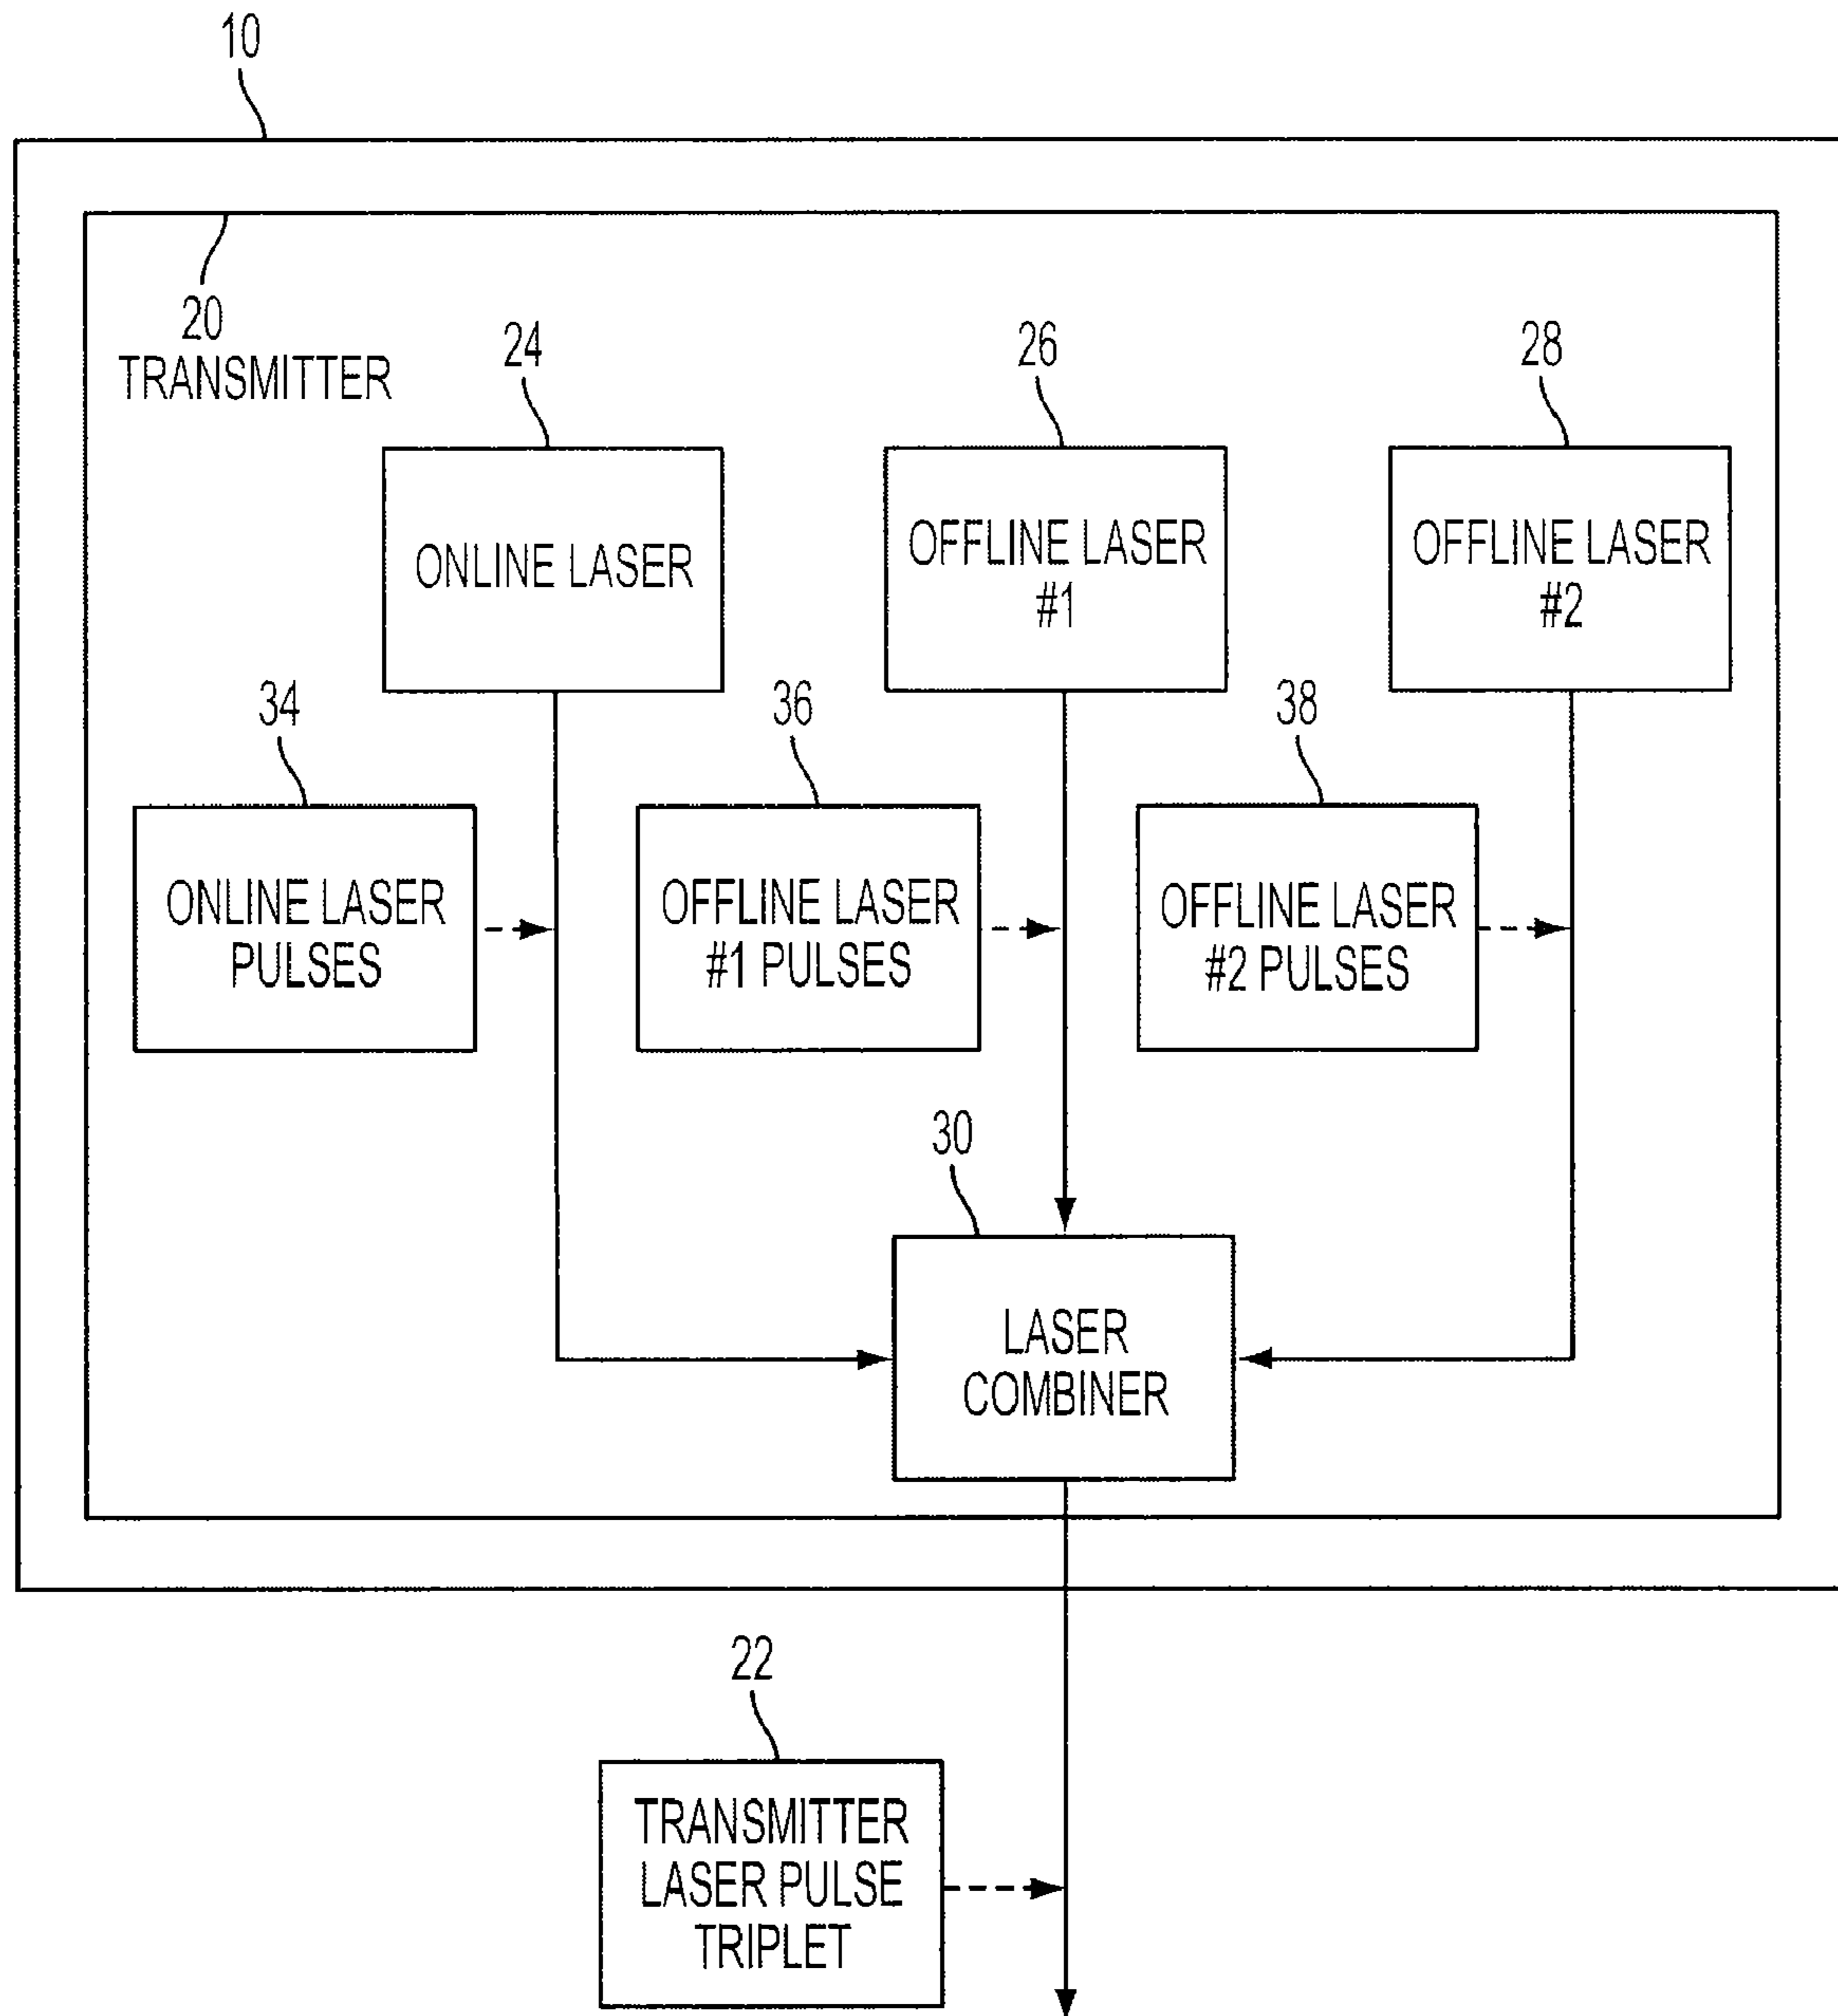 10
20
TRANSMITTER
24
26
28
ONLINE LASER
OFFLINE LASER
#1
OFFLINE LASER
#2
34
36
38
ONLINE LASER
PULSES
OFFLINE LASER
#1 PULSES
OFFLINE LASER
#2 PULSES
30
LASER
COMBINER
22
TRANSMITTER
LASER PULSE
TRIPLET